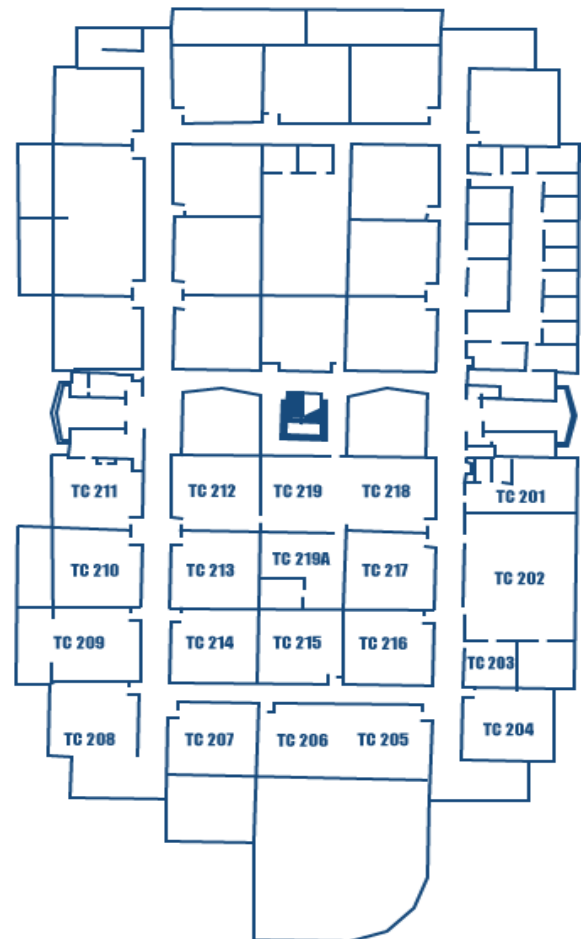 TC 211
TC 212
TC 219
TC 218
TC 201
TC 210
TC 213
TC 219A
TC 217
TC 202
TC 209
TC 214
TC 215
TC 216
TC 203
TC 208
TC 207
TC 206
TC 205
TC 204